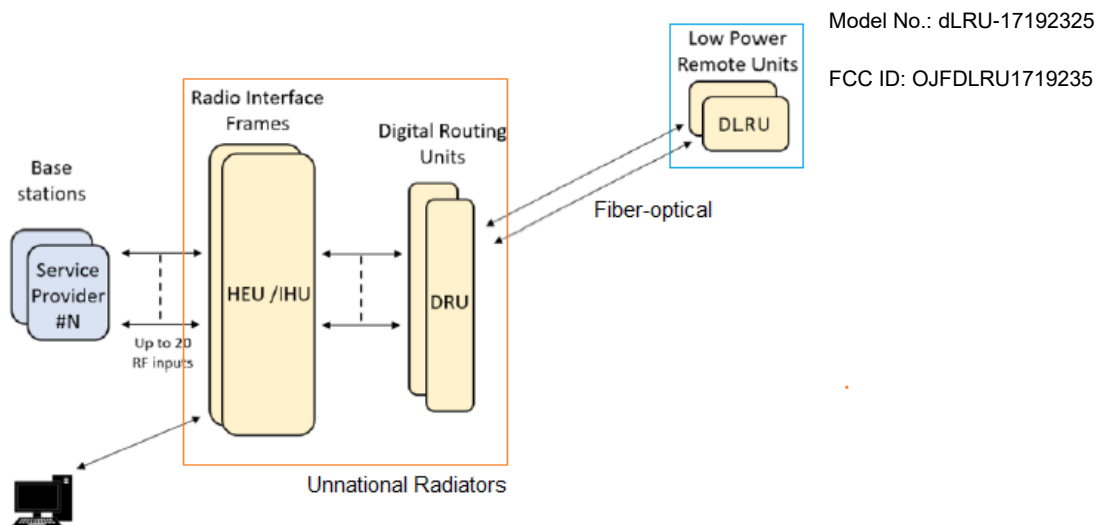 Model No.: dLRU-17192325
FCC ID: OJFDLRU1719235
Low Power
Remote Units
DLRU
Radio Interface
Frames
Digital Routing
Units
Base
stations
Fiber-optical
Service
Provider
#N
HEU /IHU
DRU
Up to 20
RF inputs
Unnational Radiators